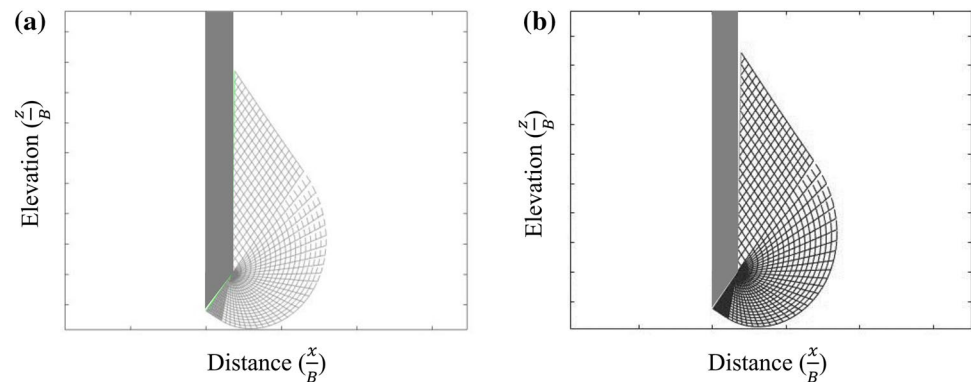 (a)
Elevation (z/B)
Distance (x/B)
(b)
Elevation (z/B)
Distance (x/B)